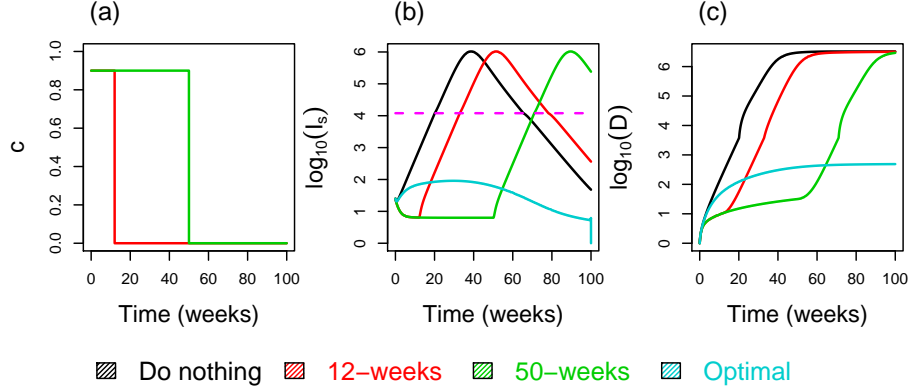 (a) (b) (c)
c
0.0 0.2 0.4 0.6 0.8 1.0
0 20 40 60 80 100
Time (weeks)
log10(Is)
0 1 2 3 4 5 6
0 20 40 60 80 100
Time (weeks)
log10(D)
0 1 2 3 4 5 6
0 20 40 60 80 100
Time (weeks)
Do nothing 12−weeks 50−weeks Optimal